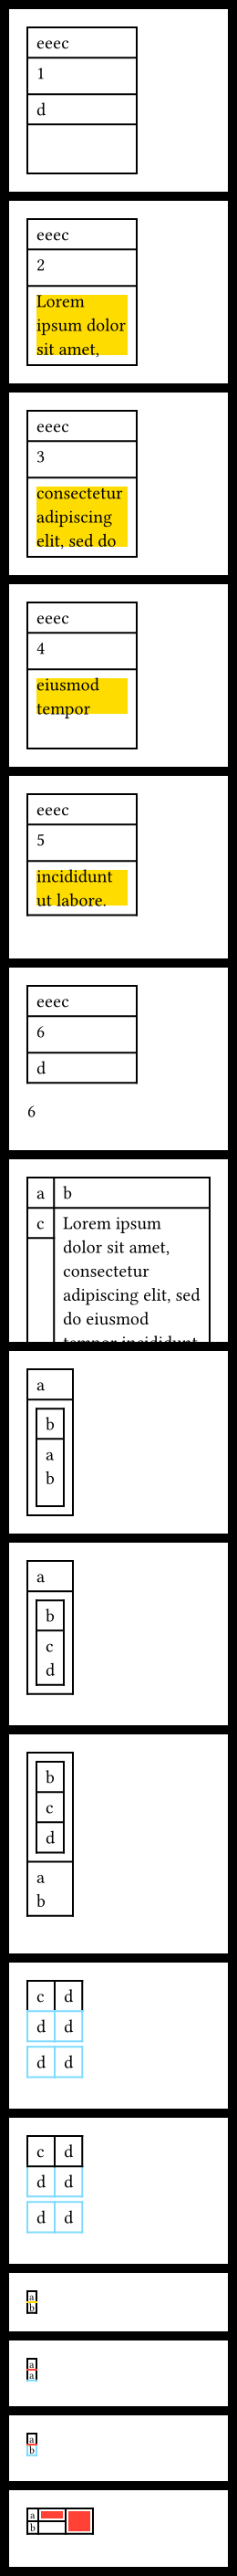 eeec
1
d
eeec
2
Lorem
ipsum dolor
sit amet,
eeec
3
consectetur
adipiscing
elit, sed do
eeec
4
eiusmod
tempor
eeec
5
incididunt
ut labore.
eeec
6
d
6
a b
c Lorem ipsum
dolor sit amet,
consectetur
adipiscing elit, sed
do eiusmod
tempor incididunt
a
b
a
b
a
b
c
d
b
c
d
a
b
c d
d d
d d
c d
d d
d d
a
b
a
a
a
b
a
b